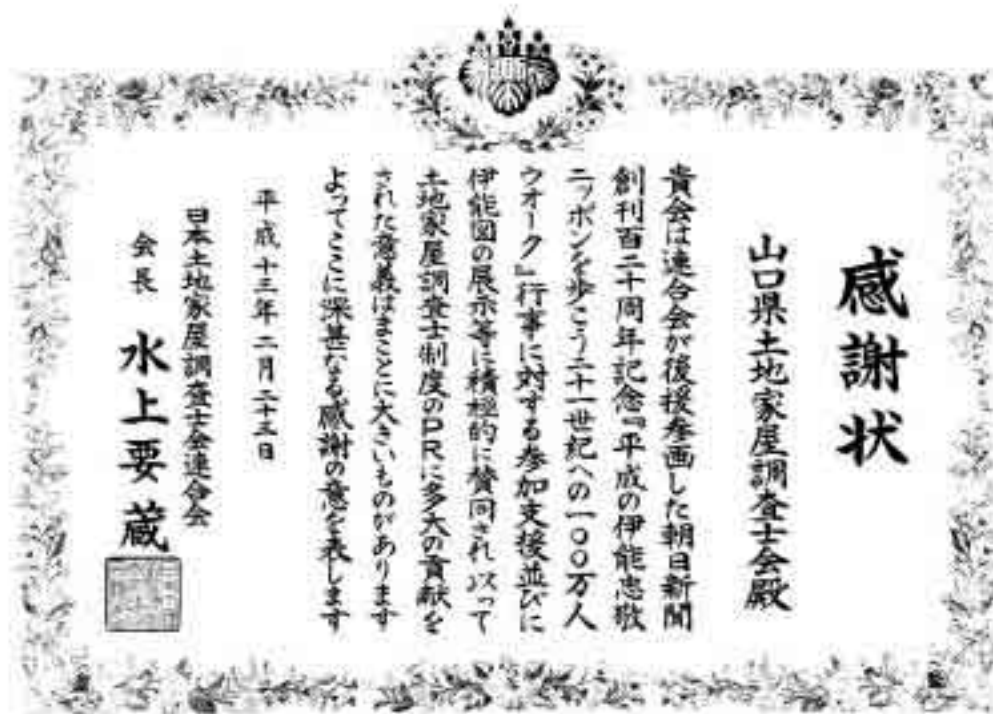 感謝状
山口県土地家屋調査士会殿
貴会は連合会が後援参画した朝日新聞
創刊百二十周年記念『平成の伊能忠敬
ニッポンを歩こう二十一世紀への一〇〇万人
ウオーク』行事に対する参加支援並びに
伊能図の展示等に積極的に賛同され以って
土地家屋調査士制度のPRに多大の貢献を
された意義はまことに大きいものがあります
よってここに深甚なる感謝の意を表します
平成十三年二月二十三日
日本土地家屋調査士会連合会
会長 水上要蔵